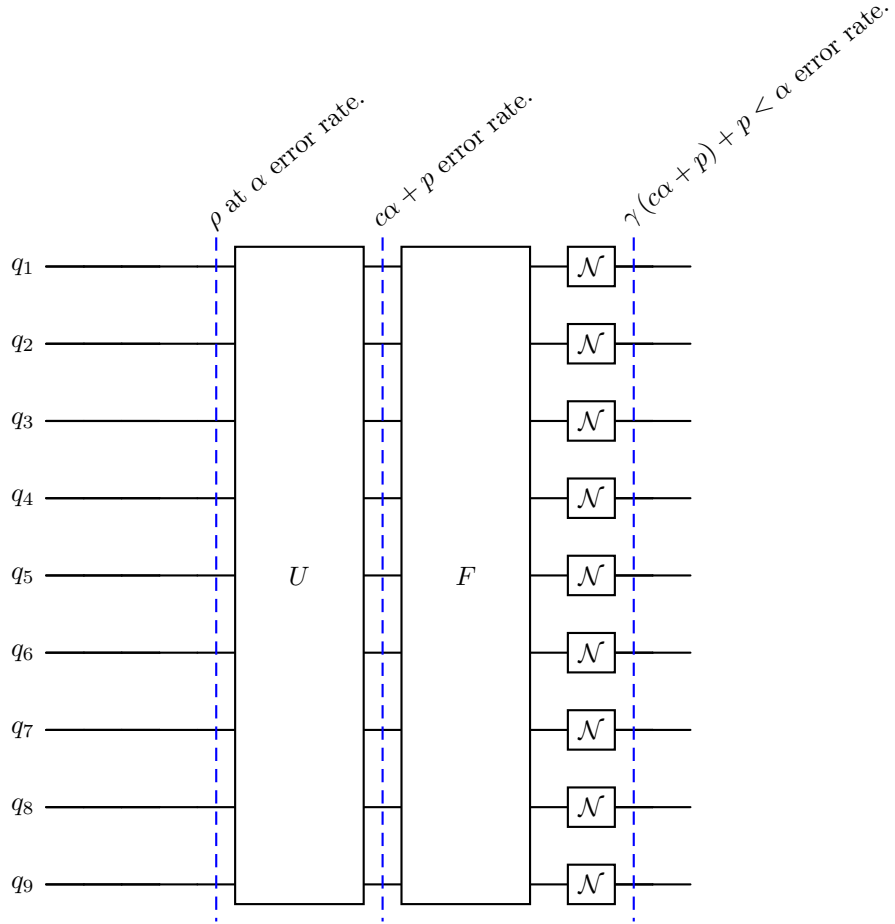 ρ at α error rate.
cα + p error rate.
γ (cα + p) + p < α error rate.
q₁ 𝒩
q₂ 𝒩
q₃ 𝒩
q₄ 𝒩
q₅ U F 𝒩
q₆ 𝒩
q₇ 𝒩
q₈ 𝒩
q₉ 𝒩